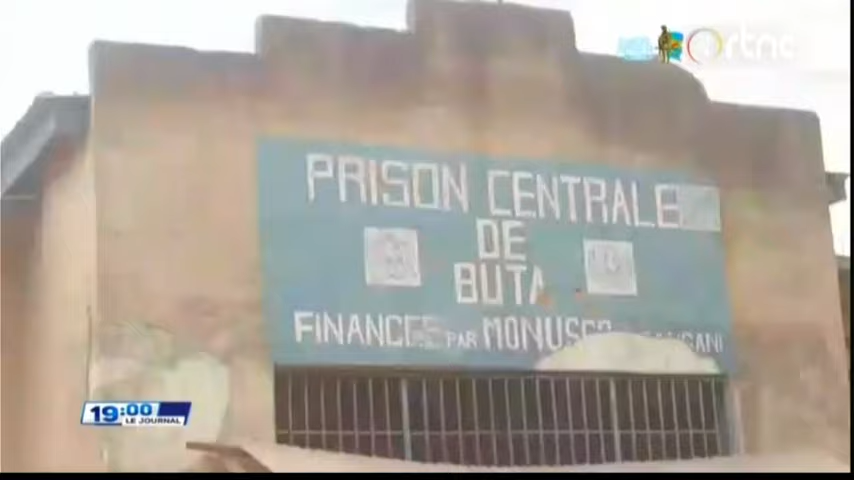 rtnc
PRISON CENTRALE
DE
BUTA
FINANCEE PAR MONUSCO
19:00
LE JOURNAL